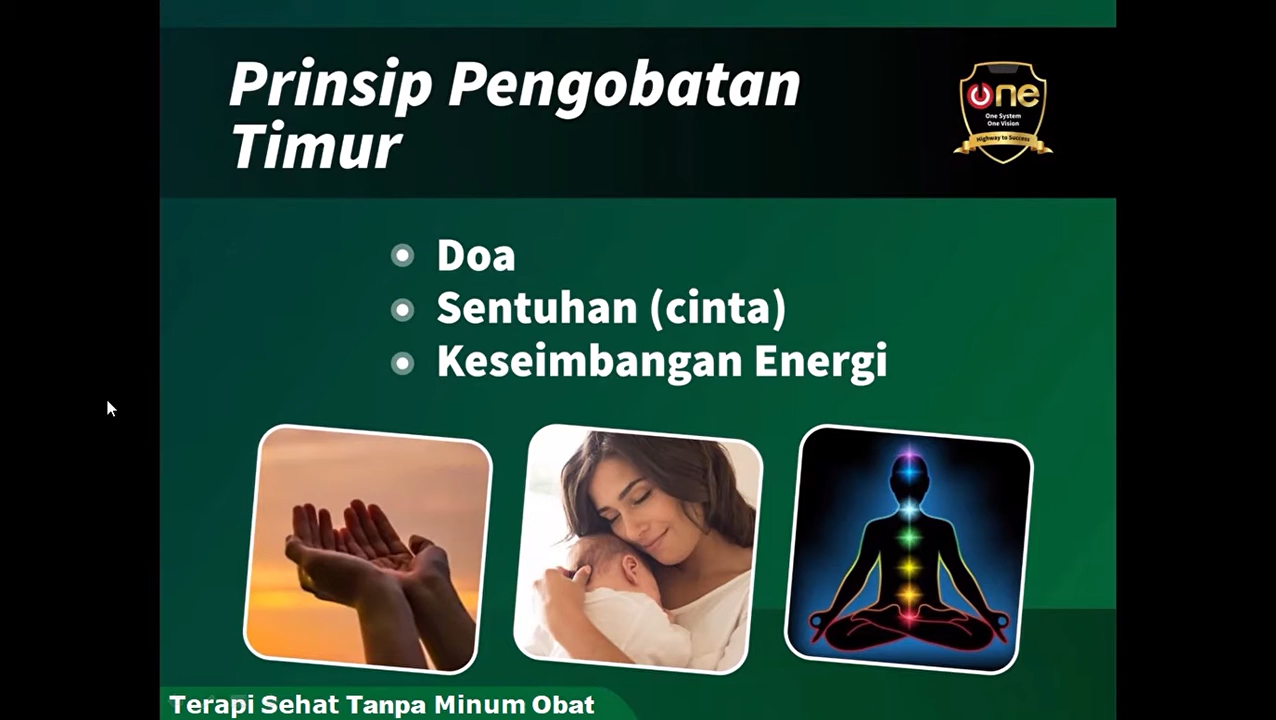 Prinsip Pengobatan
Timur
one
One System
One Vision
Highway to Success
Doa
Sentuhan (cinta)
Keseimbangan Energi
Terapi Sehat Tanpa Minum Obat